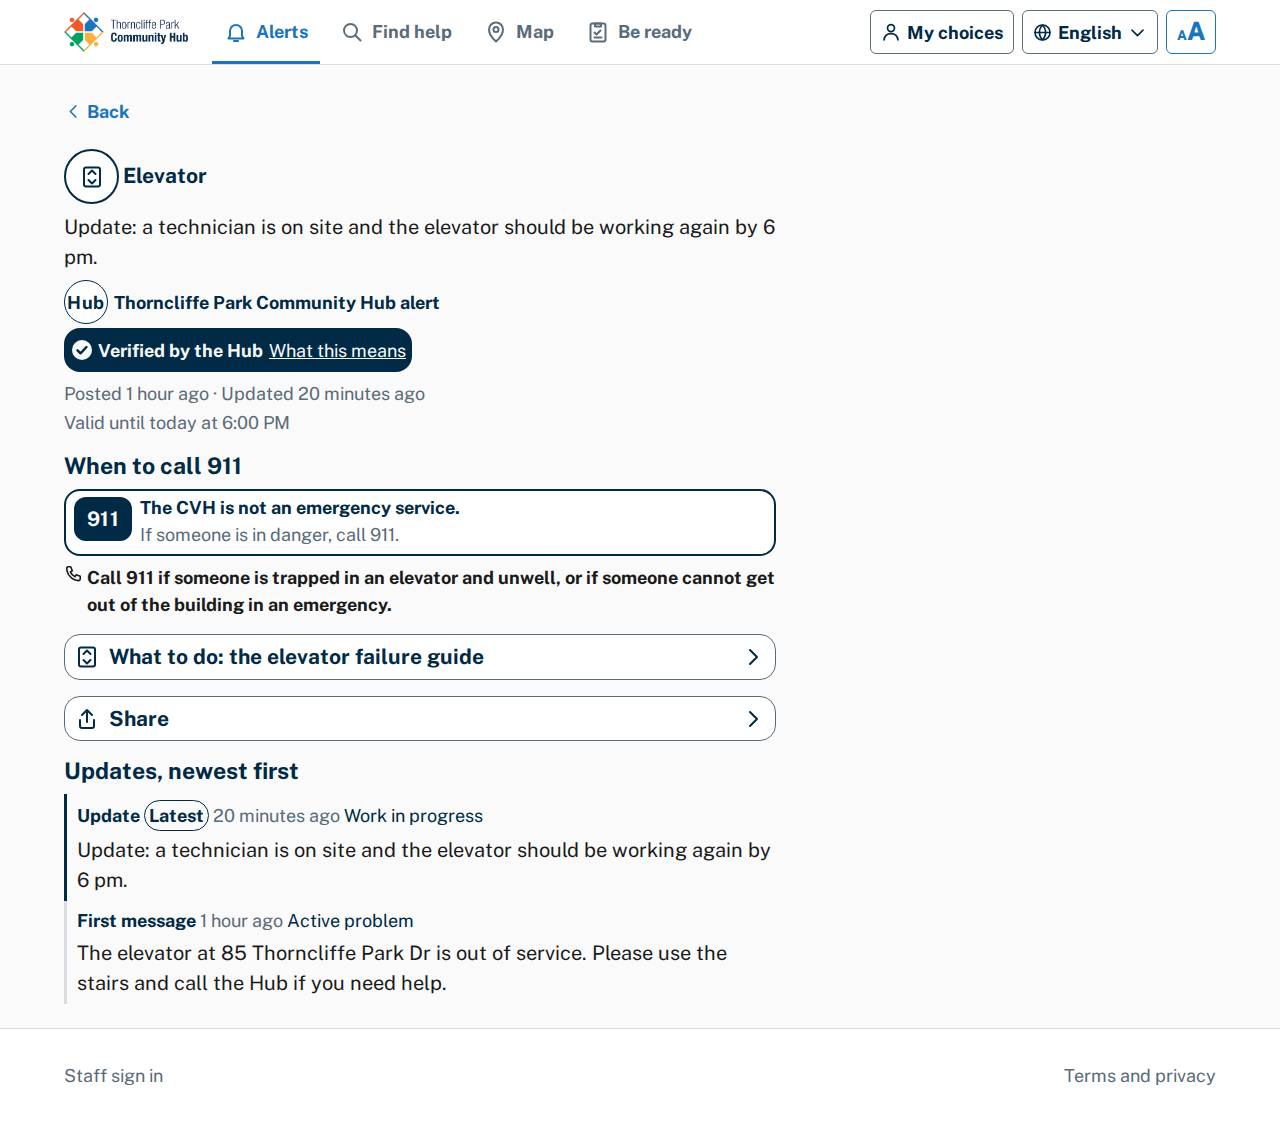 Thorncliffe Park
Community Hub
Alerts
Find help
Map
Be ready
My choices
English
AA
Back
Elevator
Update: a technician is on site and the elevator should be working again by 6
pm.
Hub Thorncliffe Park Community Hub alert
Verified by the Hub What this means
Posted 1 hour ago · Updated 20 minutes ago
Valid until today at 6:00 PM
When to call 911
911
The CVH is not an emergency service.
If someone is in danger, call 911.
Call 911 if someone is trapped in an elevator and unwell, or if someone cannot get
out of the building in an emergency.
What to do: the elevator failure guide
Share
Updates, newest first
Update Latest 20 minutes ago Work in progress
Update: a technician is on site and the elevator should be working again by
6 pm.
First message 1 hour ago Active problem
The elevator at 85 Thorncliffe Park Dr is out of service. Please use the
stairs and call the Hub if you need help.
Staff sign in
Terms and privacy